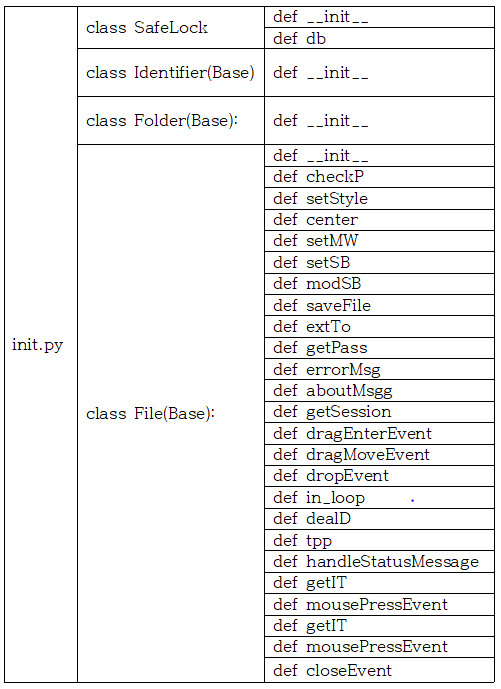 class SafeLock
def __init__
def db
class Identifier(Base)
def __init__
class Folder(Base):
def __init__
init.py
class File(Base):
def __init__
def checkP
def setStyle
def center
def setMW
def setSB
def modSB
def saveFile
def extTo
def getPass
def errorMsg
def aboutMsgg
def getSession
def dragEnterEvent
def dragMoveEvent
def dropEvent
def in_loop .
def dealD
def tpp
def handleStatusMessage
def getIT
def mousePressEvent
def getIT
def mousePressEvent
def closeEvent